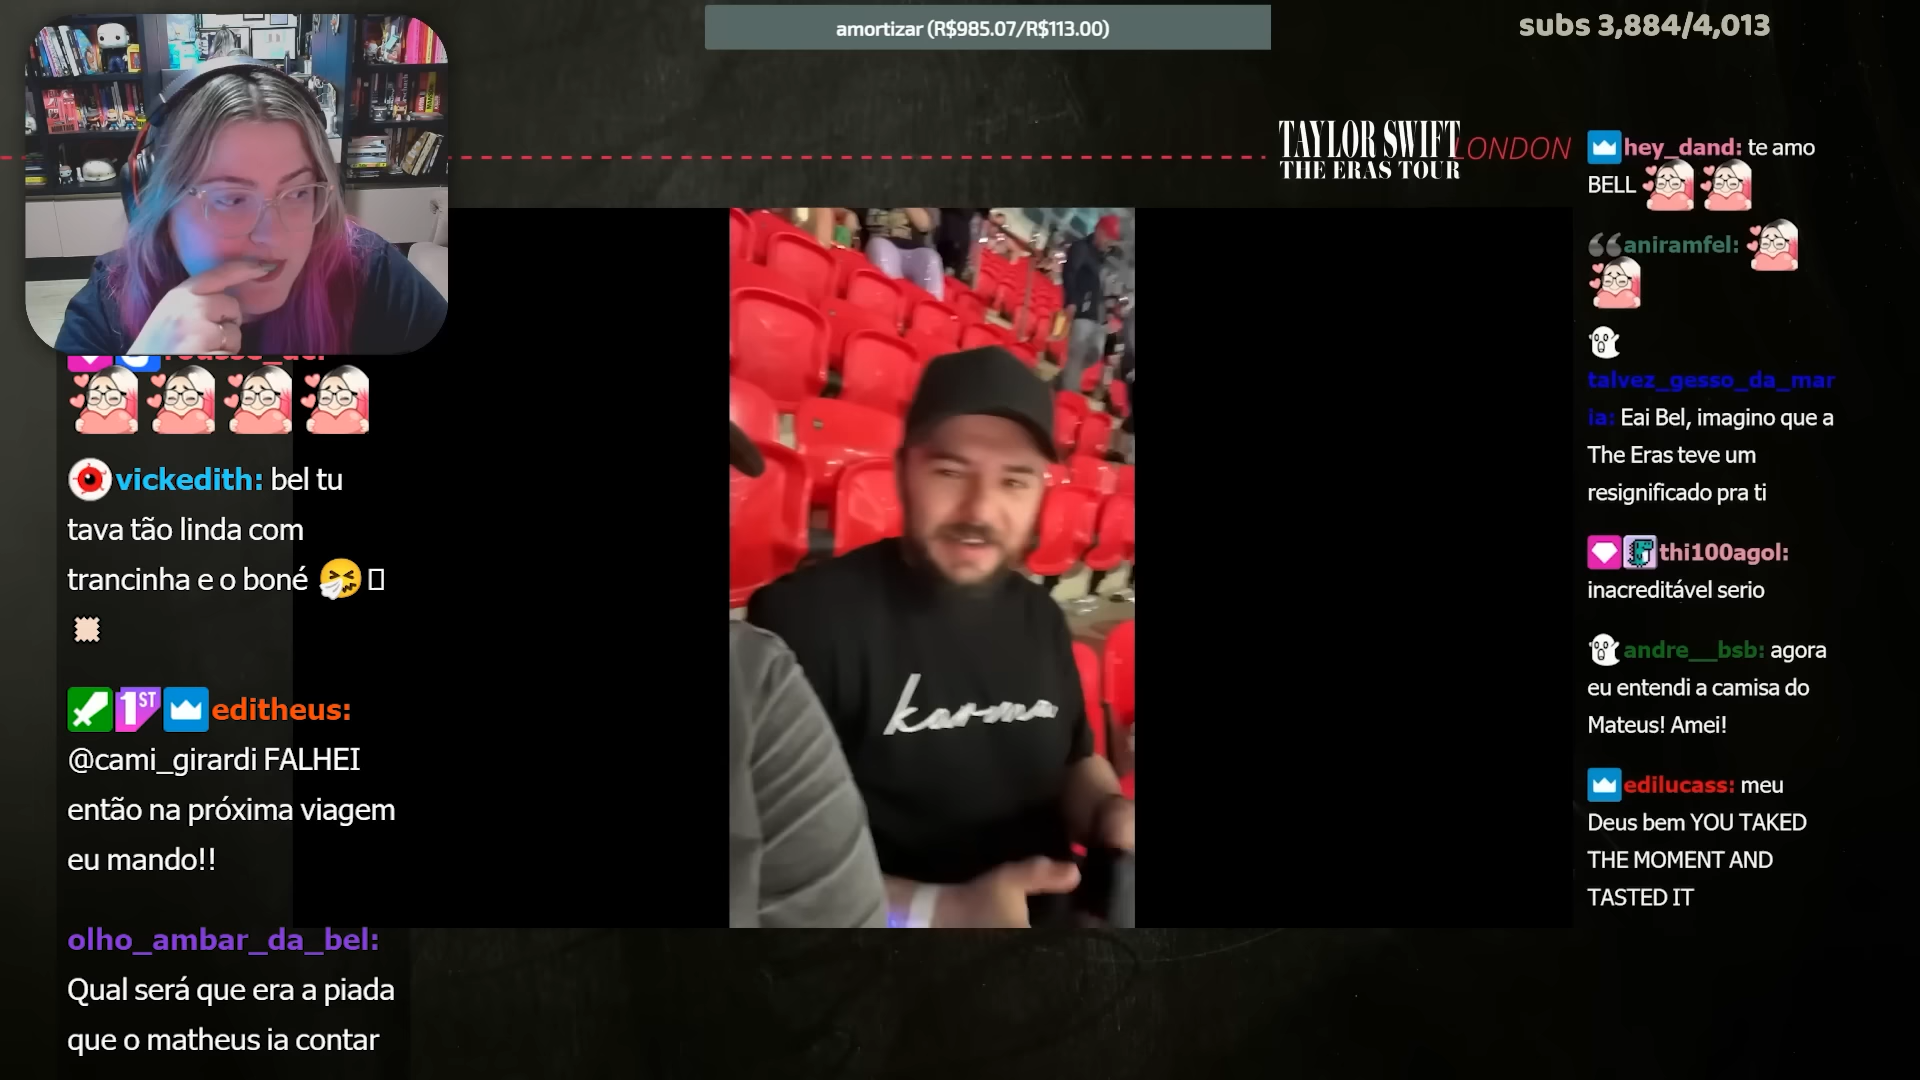 amortizar (R$985.07/R$113.00)
subs 3,884/4,013
TAYLOR SWIFT
THE ERAS TOUR
LONDON
vickedith: bel tu
tava tão linda com
trancinha e o boné
1ST editheus:
@cami_girardi FALHEI
então na próxima viagem
eu mando!!
olho_ambar_da_bel:
Qual será que era a piada
que o matheus ia contar
karma
hey_dand: te amo
BELL
aniramfel:
talvez_gesso_da_mar
ia: Eai Bel, imagino que a
The Eras teve um
resignificado pra ti
thi100agol:
inacreditável serio
andre__bsb: agora
eu entendi a camisa do
Mateus! Amei!
edilucass: meu
Deus bem YOU TAKED
THE MOMENT AND
TASTED IT